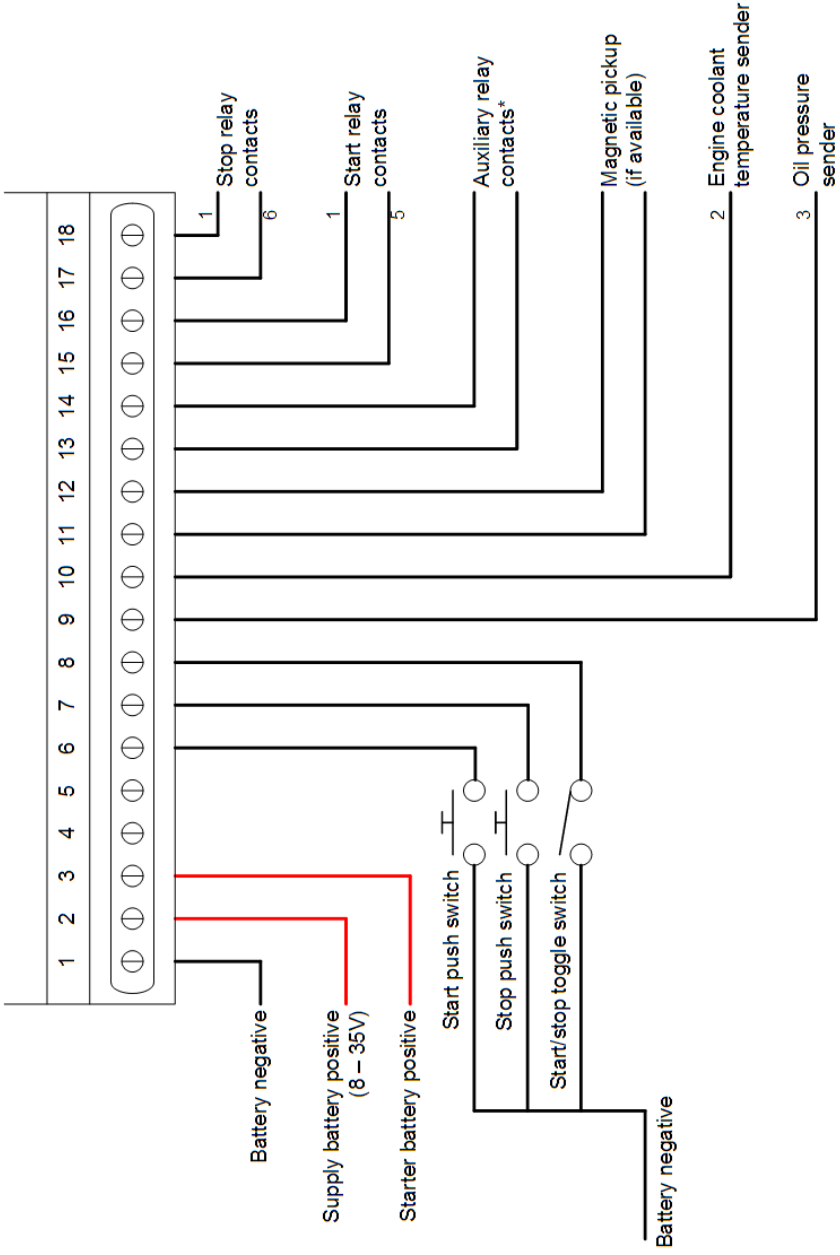 1 2 3 4 5 6 7 8 9 10 11 12 13 14 15 16 17 18
Battery negative
Supply battery positive
(8 – 35V)
Starter battery positive
Start push switch
Stop push switch
Start/stop toggle switch
Battery negative
1
Stop relay
6
contacts
1
Start relay
5
contacts
Auxiliary relay
contacts*
Magnetic pickup
(if available)
2
Engine coolant
temperature sender
3
Oil pressure
sender